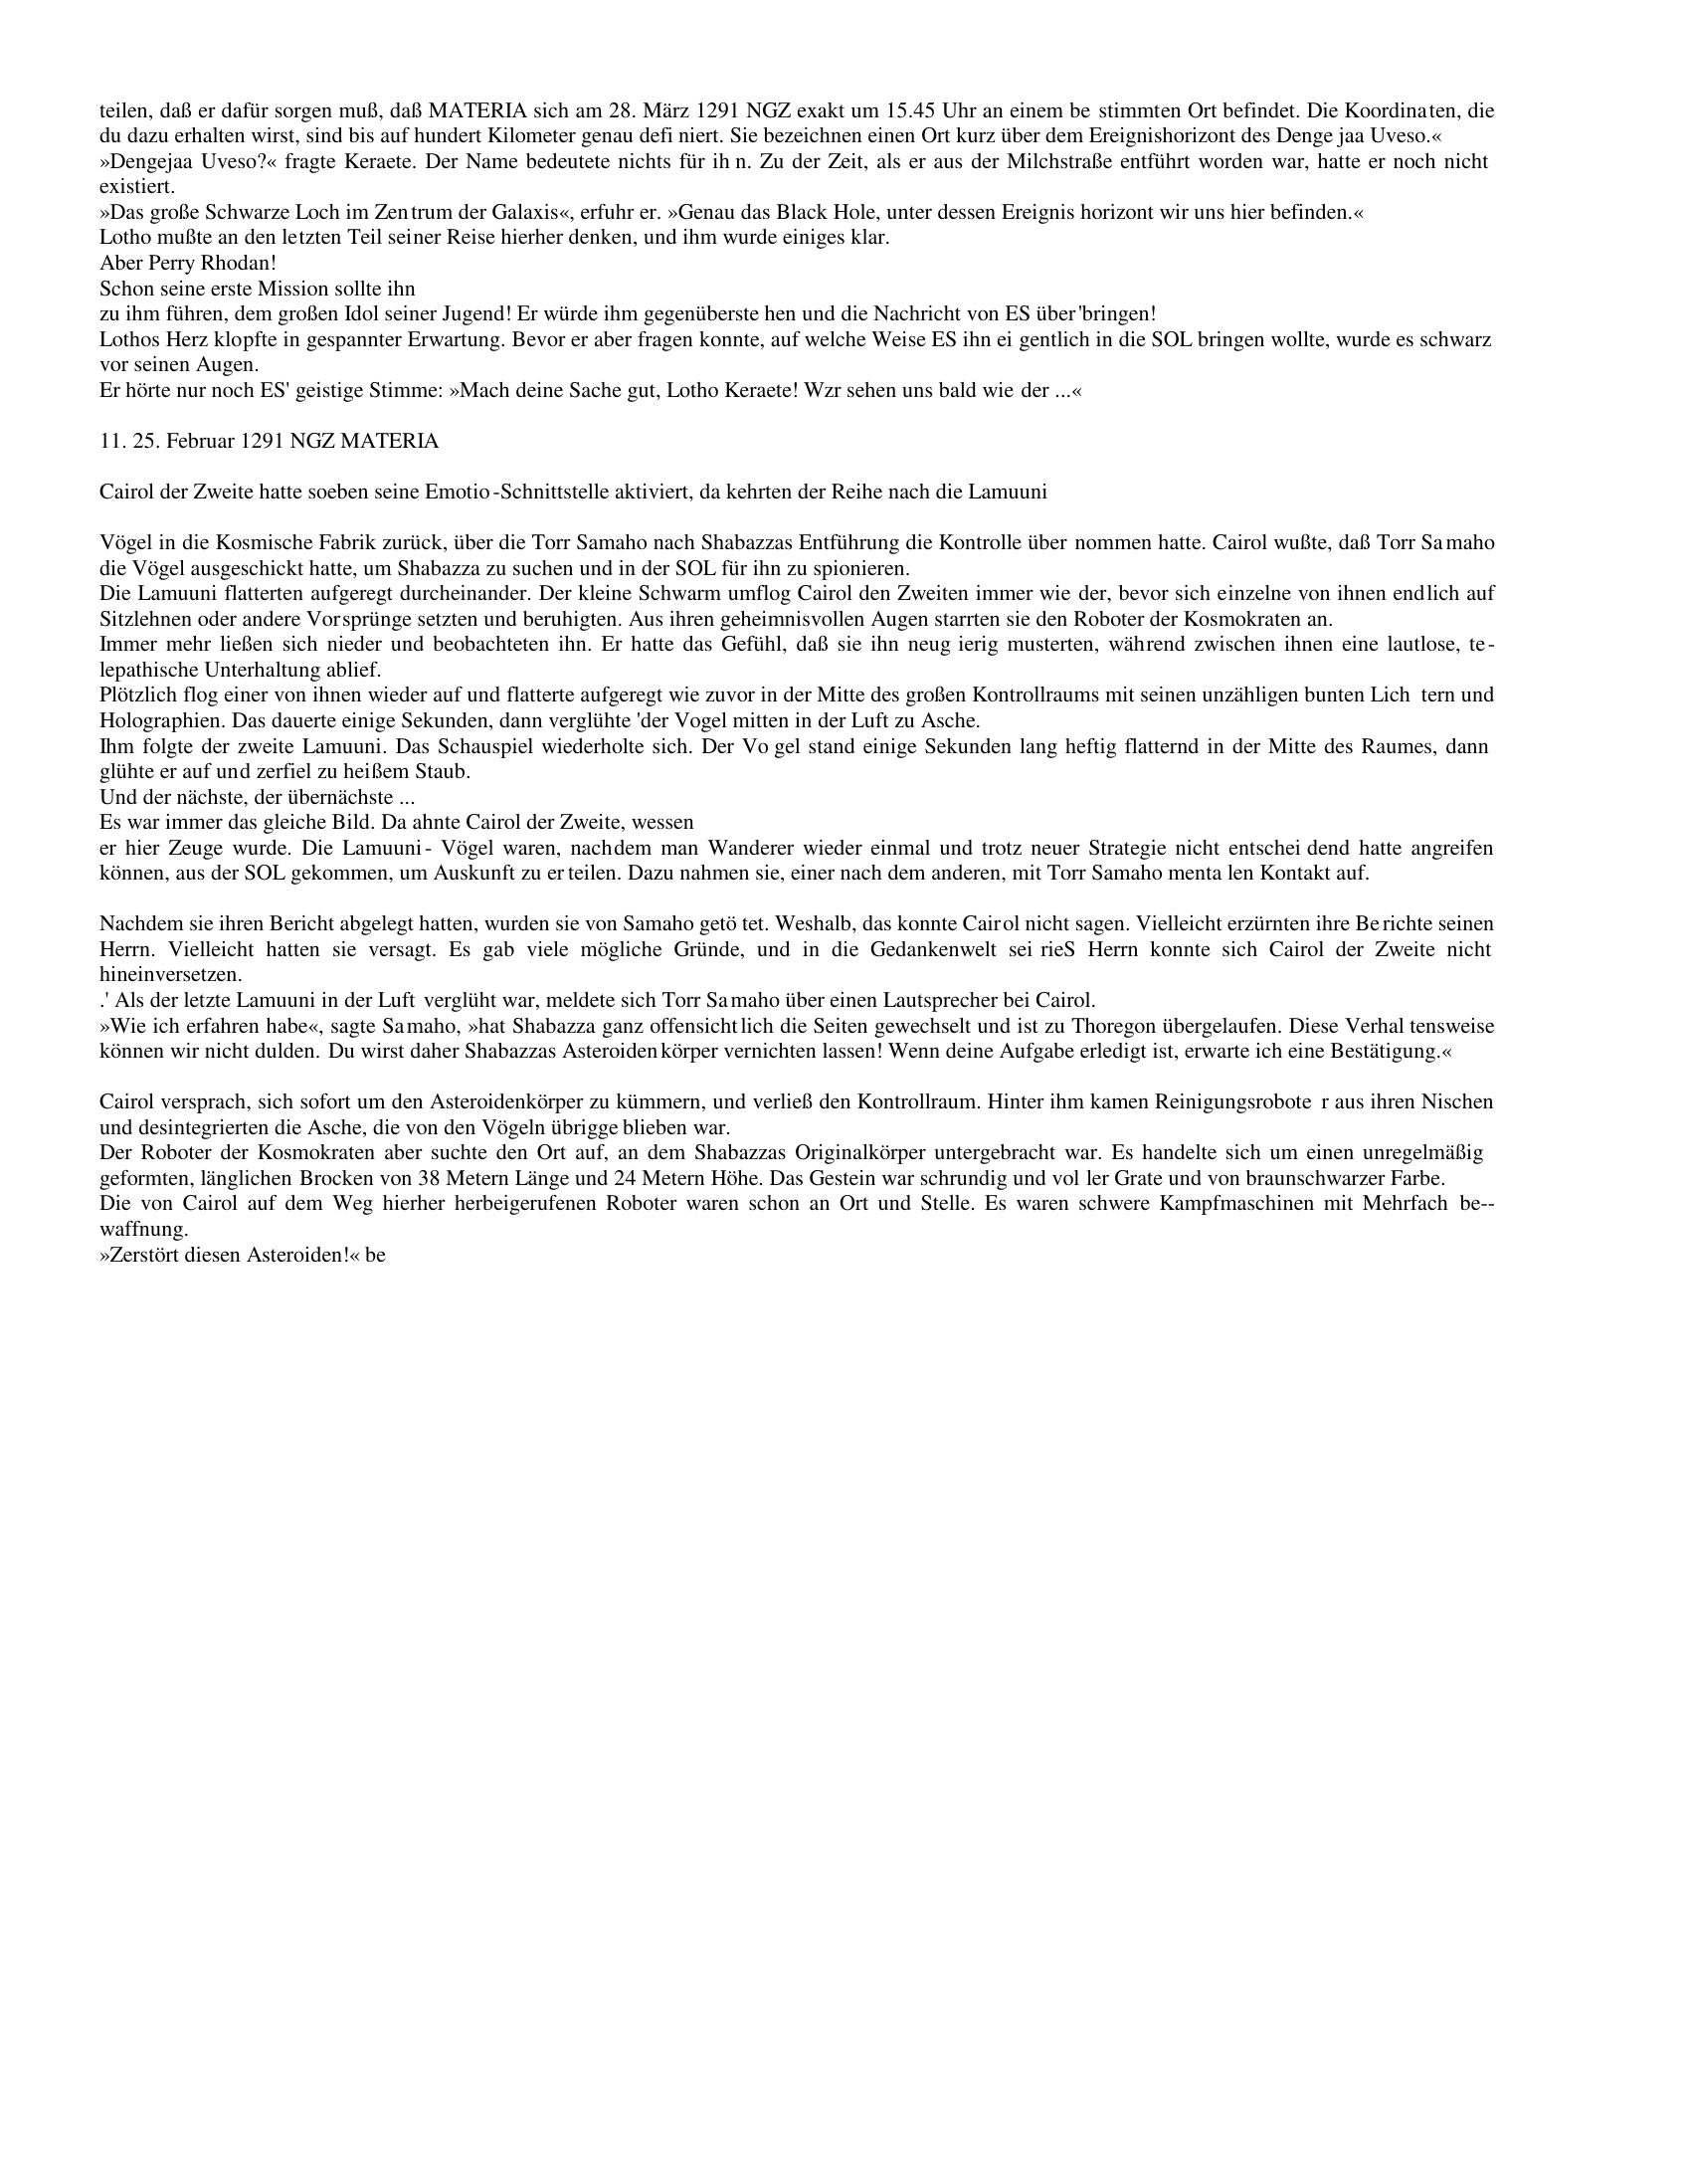 teilen, daß er dafür sorgen muß, daß MATERIA sich am 28. März 1291 NGZ exakt um 15.45 Uhr an einem be stimmten Ort befindet. Die Koordinaten, die
du dazu erhalten wirst, sind bis auf hundert Kilometer genau defi niert. Sie bezeichnen einen Ort kurz über dem Ereignishorizont des Denge jaa Uveso.«
»Dengejaa Uveso?« fragte Keraete. Der Name bedeutete nichts für ih n. Zu der Zeit, als er aus der Milchstraße entführt worden war, hatte er noch nicht
existiert.
»Das große Schwarze Loch im Zentrum der Galaxis«, erfuhr er. »Genau das Black Hole, unter dessen Ereignis horizont wir uns hier befinden.«
Lotho mußte an den letzten Teil seiner Reise hierher denken, und ihm wurde einiges klar.
Aber Perry Rhodan!
Schon seine erste Mission sollte ihn
zu ihm führen, dem großen Idol seiner Jugend! Er würde ihm gegenüberste hen und die Nachricht von ES über'bringen!
Lothos Herz klopfte in gespannter Erwartung. Bevor er aber fragen konnte, auf welche Weise ES ihn ei gentlich in die SOL bringen wollte, wurde es schwarz
vor seinen Augen.
Er hörte nur noch ES' geistige Stimme: »Mach deine Sache gut, Lotho Keraete! Wzr sehen uns bald wie der ...«
11. 25. Februar 1291 NGZ MATERIA
Cairol der Zweite hatte soeben seine Emotio-Schnittstelle aktiviert, da kehrten der Reihe nach die Lamuuni
Vögel in die Kosmische Fabrik zurück, über die Torr Samaho nach Shabazzas Entführung die Kontrolle über nommen hatte. Cairol wußte, daß Torr Samaho
die Vögel ausgeschickt hatte, um Shabazza zu suchen und in der SOL für ihn zu spionieren.
Die Lamuuni flatterten aufgeregt durcheinander. Der kleine Schwarm umflog Cairol den Zweiten immer wie der, bevor sich einzelne von ihnen endlich auf
Sitzlehnen oder andere Vorsprünge setzten und beruhigten. Aus ihren geheimnisvollen Augen starrten sie den Roboter der Kosmokraten an.
Immer mehr ließen sich nieder und beobachteten ihn. Er hatte das Gefühl, daß sie ihn neug ierig musterten, während zwischen ihnen eine lautlose, te-
lepathische Unterhaltung ablief.
Plötzlich flog einer von ihnen wieder auf und flatterte aufgeregt wie zuvor in der Mitte des großen Kontrollraums mit seinen unzähligen bunten Lich tern und
Holographien. Das dauerte einige Sekunden, dann verglühte 'der Vogel mitten in der Luft zu Asche.
Ihm folgte der zweite Lamuuni. Das Schauspiel wiederholte sich. Der Vo gel stand einige Sekunden lang heftig flatternd in der Mitte des Raumes, dann
glühte er auf und zerfiel zu heißem Staub.
Und der nächste, der übernächste ...
Es war immer das gleiche Bild. Da ahnte Cairol der Zweite, wessen
er hier Zeuge wurde. Die Lamuuni- Vögel waren, nachdem man Wanderer wieder einmal und trotz neuer Strategie nicht entschei dend hatte angreifen
können, aus der SOL gekommen, um Auskunft zu erteilen. Dazu nahmen sie, einer nach dem anderen, mit Torr Samaho menta len Kontakt auf.
Nachdem sie ihren Bericht abgelegt hatten, wurden sie von Samaho getö tet. Weshalb, das konnte Cairol nicht sagen. Vielleicht erzürnten ihre Berichte seinen
Herrn. Vielleicht hatten sie versagt. Es gab viele mögliche Gründe, und in die Gedankenwelt sei rieS Herrn konnte sich Cairol der Zweite nicht
hineinversetzen.
.' Als der letzte Lamuuni in der Luft verglüht war, meldete sich Torr Samaho über einen Lautsprecher bei Cairol.
»Wie ich erfahren habe«, sagte Samaho, »hat Shabazza ganz offensichtlich die Seiten gewechselt und ist zu Thoregon übergelaufen. Diese Verhal tensweise
können wir nicht dulden. Du wirst daher Shabazzas Asteroidenkörper vernichten lassen! Wenn deine Aufgabe erledigt ist, erwarte ich eine Bestätigung.«
Cairol versprach, sich sofort um den Asteroidenkörper zu kümmern, und verließ den Kontrollraum. Hinter ihm kamen Reinigungsrobote r aus ihren Nischen
und desintegrierten die Asche, die von den Vögeln übriggeblieben war.
Der Roboter der Kosmokraten aber suchte den Ort auf, an dem Shabazzas Originalkörper untergebracht war. Es handelte sich um einen unregelmäßig
geformten, länglichen Brocken von 38 Metern Länge und 24 Metern Höhe. Das Gestein war schrundig und vol ler Grate und von braunschwarzer Farbe.
Die von Cairol auf dem Weg hierher herbeigerufenen Roboter waren schon an Ort und Stelle. Es waren schwere Kampfmaschinen mit Mehrfach be--
waffnung.
»Zerstört diesen Asteroiden!« be